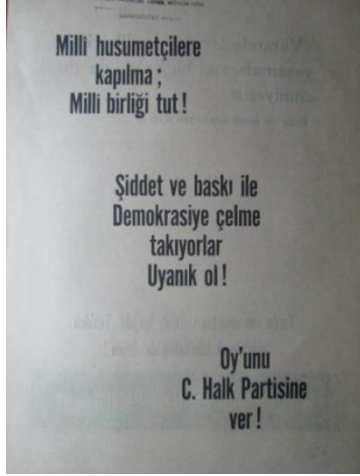 Milli husumetçilere
kapılma ;
Milli birliği tut !
Şiddet ve baskı ile
Demokrasiye çelme
takıyorlar
Uyanık ol !
Oy'unu
C. Halk Partisine
ver !